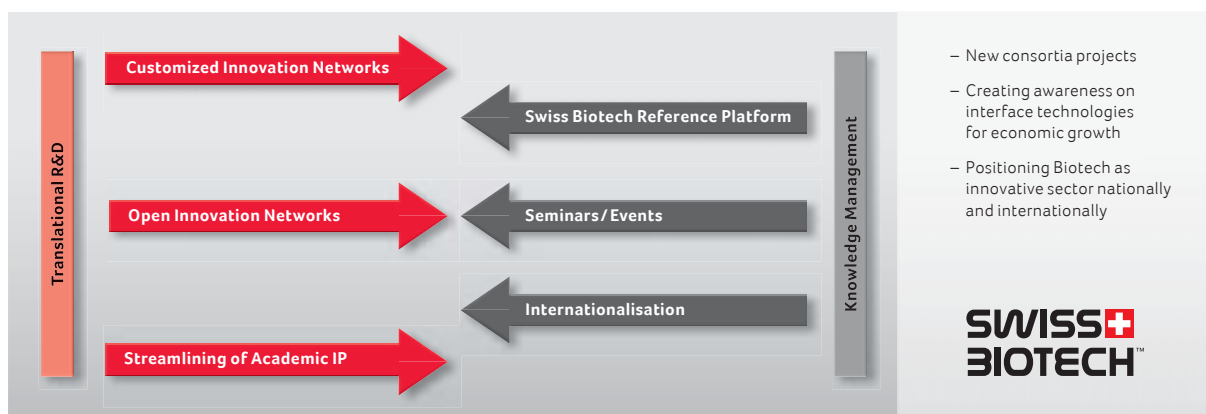 Translational R&D
Customized Innovation Networks
Swiss Biotech Reference Platform
Open Innovation Networks
Seminars / Events
Internationalisation
Streamlining of Academic IP
Knowledge Management
– New consortia projects
– Creating awareness on
interface technologies
for economic growth
– Positioning Biotech as
innovative sector nationally
and internationally
SWISS
BIOTECH™